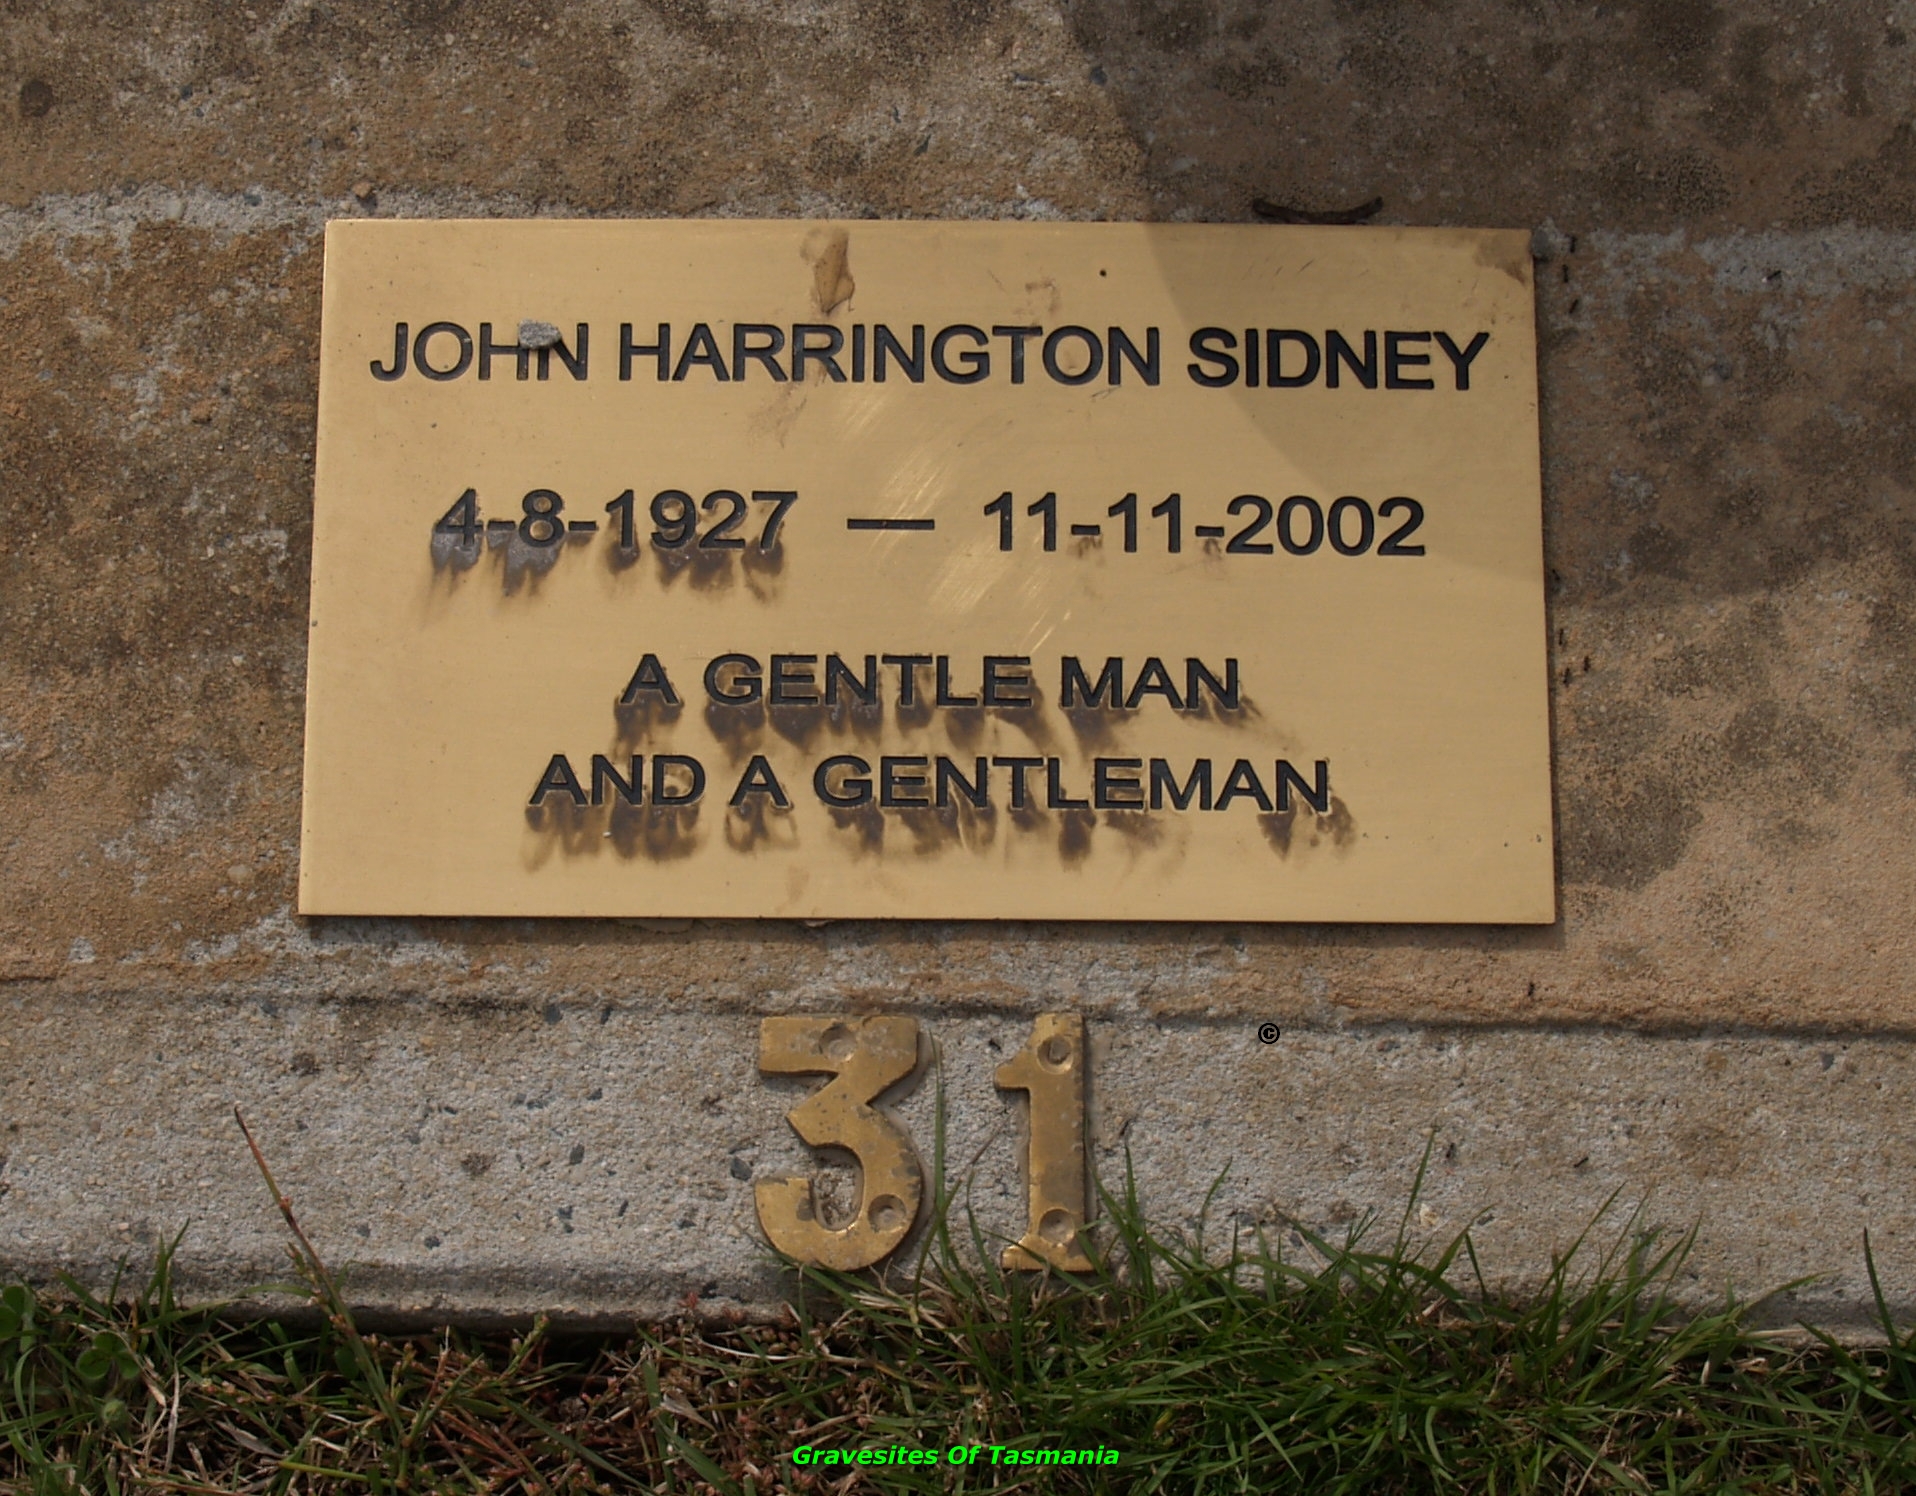 JOHN HARRINGTON SIDNEY
4-8-1927 — 11-11-2002
A GENTLE MAN
AND A GENTLEMAN
31
©
Gravesites Of Tasmania